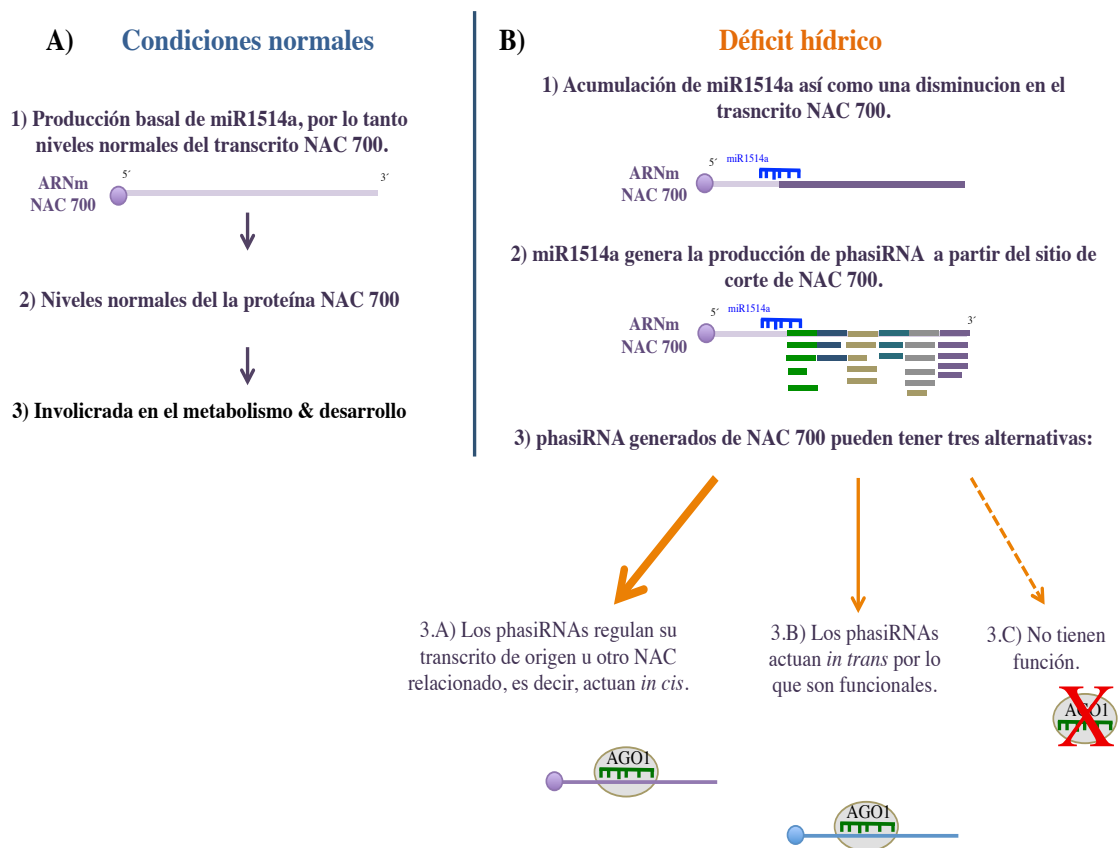 A) Condiciones normales
1) Producción basal de miR1514a, por lo tanto
niveles normales del transcrito NAC 700.
5´
3´
ARNm
NAC 700
2) Niveles normales del la proteína NAC 700
3) Involicrada en el metabolismo & desarrollo
B) Déficit hídrico
1) Acumulación de miR1514a así como una disminucion en el
trasncrito NAC 700.
5´
miR1514a
ARNm
NAC 700
2) miR1514a genera la producción de phasiRNA a partir del sitio de
corte de NAC 700.
5´
miR1514a
3´
ARNm
NAC 700
3) phasiRNA generados de NAC 700 pueden tener tres alternativas:
3.A) Los phasiRNAs regulan su
transcrito de origen u otro NAC
relacionado, es decir, actuan in cis.
AGO1
3.B) Los phasiRNAs
actuan in trans por lo
que son funcionales.
AGO1
3.C) No tienen
función.
AGO1
X